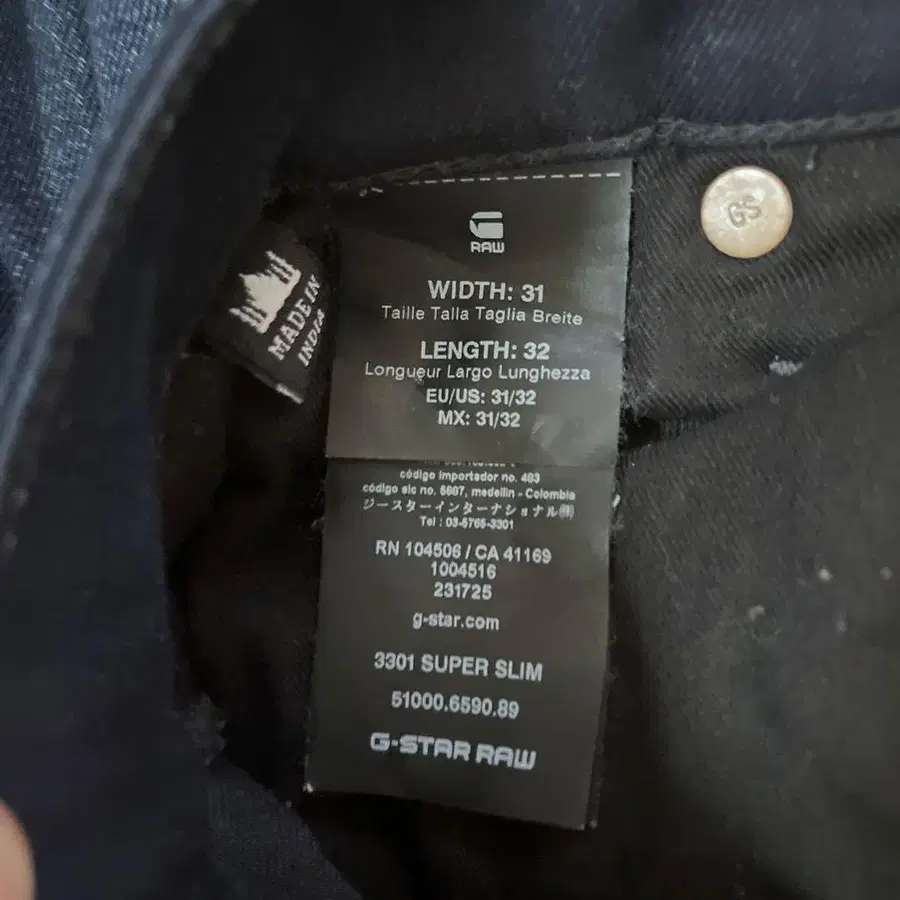 RAW
WIDTH: 31
Taille Talla Taglia Breite
LENGTH: 32
Longueur Largo Lunghezza
EU/US: 31/32
MX: 31/32
código importador no. 463
código sic no. 5607, medellin - Colombia
ジースターインターナショナル㈱
Tel : 03-5765-3301
RN 104506 / CA 41169
1004516
231725
g-star.com
3301 SUPER SLIM
51000.6590.89
G-STAR RAW
MADE IN
INDIA
GS